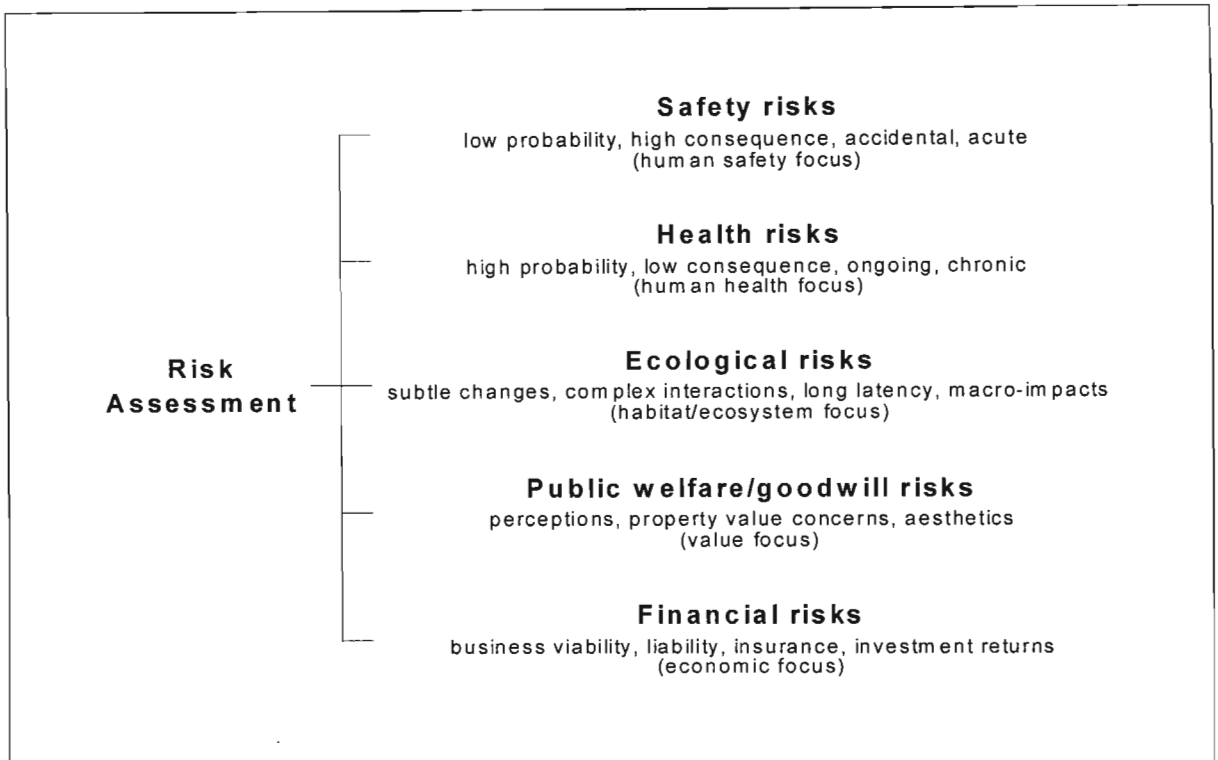 Safety risks
low probability, high consequence, accidental, acute
(human safety focus)
Health risks
high probability, low consequence, ongoing, chronic
(human health focus)
Risk
Assessment
Ecological risks
subtle changes, complex interactions, long latency, macro-impacts
(habitat/ecosystem focus)
Public welfare/goodwill risks
perceptions, property value concerns, aesthetics
(value focus)
Financial risks
business viability, liability, insurance, investment returns
(economic focus)